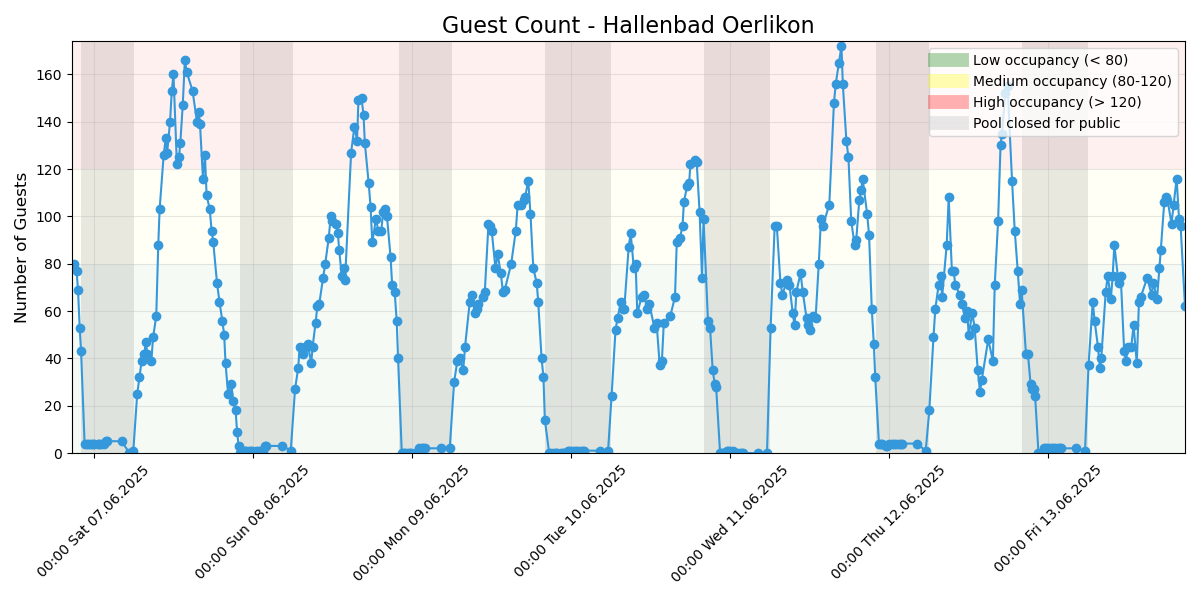 Guest Count - Hallenbad Oerlikon
Low occupancy (< 80)
Medium occupancy (80-120)
High occupancy (> 120)
Pool closed for public
Number of Guests
160
140
120
100
80
60
40
20
0
00:00 Sat 07.06.2025
00:00 Sun 08.06.2025
00:00 Mon 09.06.2025
00:00 Tue 10.06.2025
00:00 Wed 11.06.2025
00:00 Thu 12.06.2025
00:00 Fri 13.06.2025